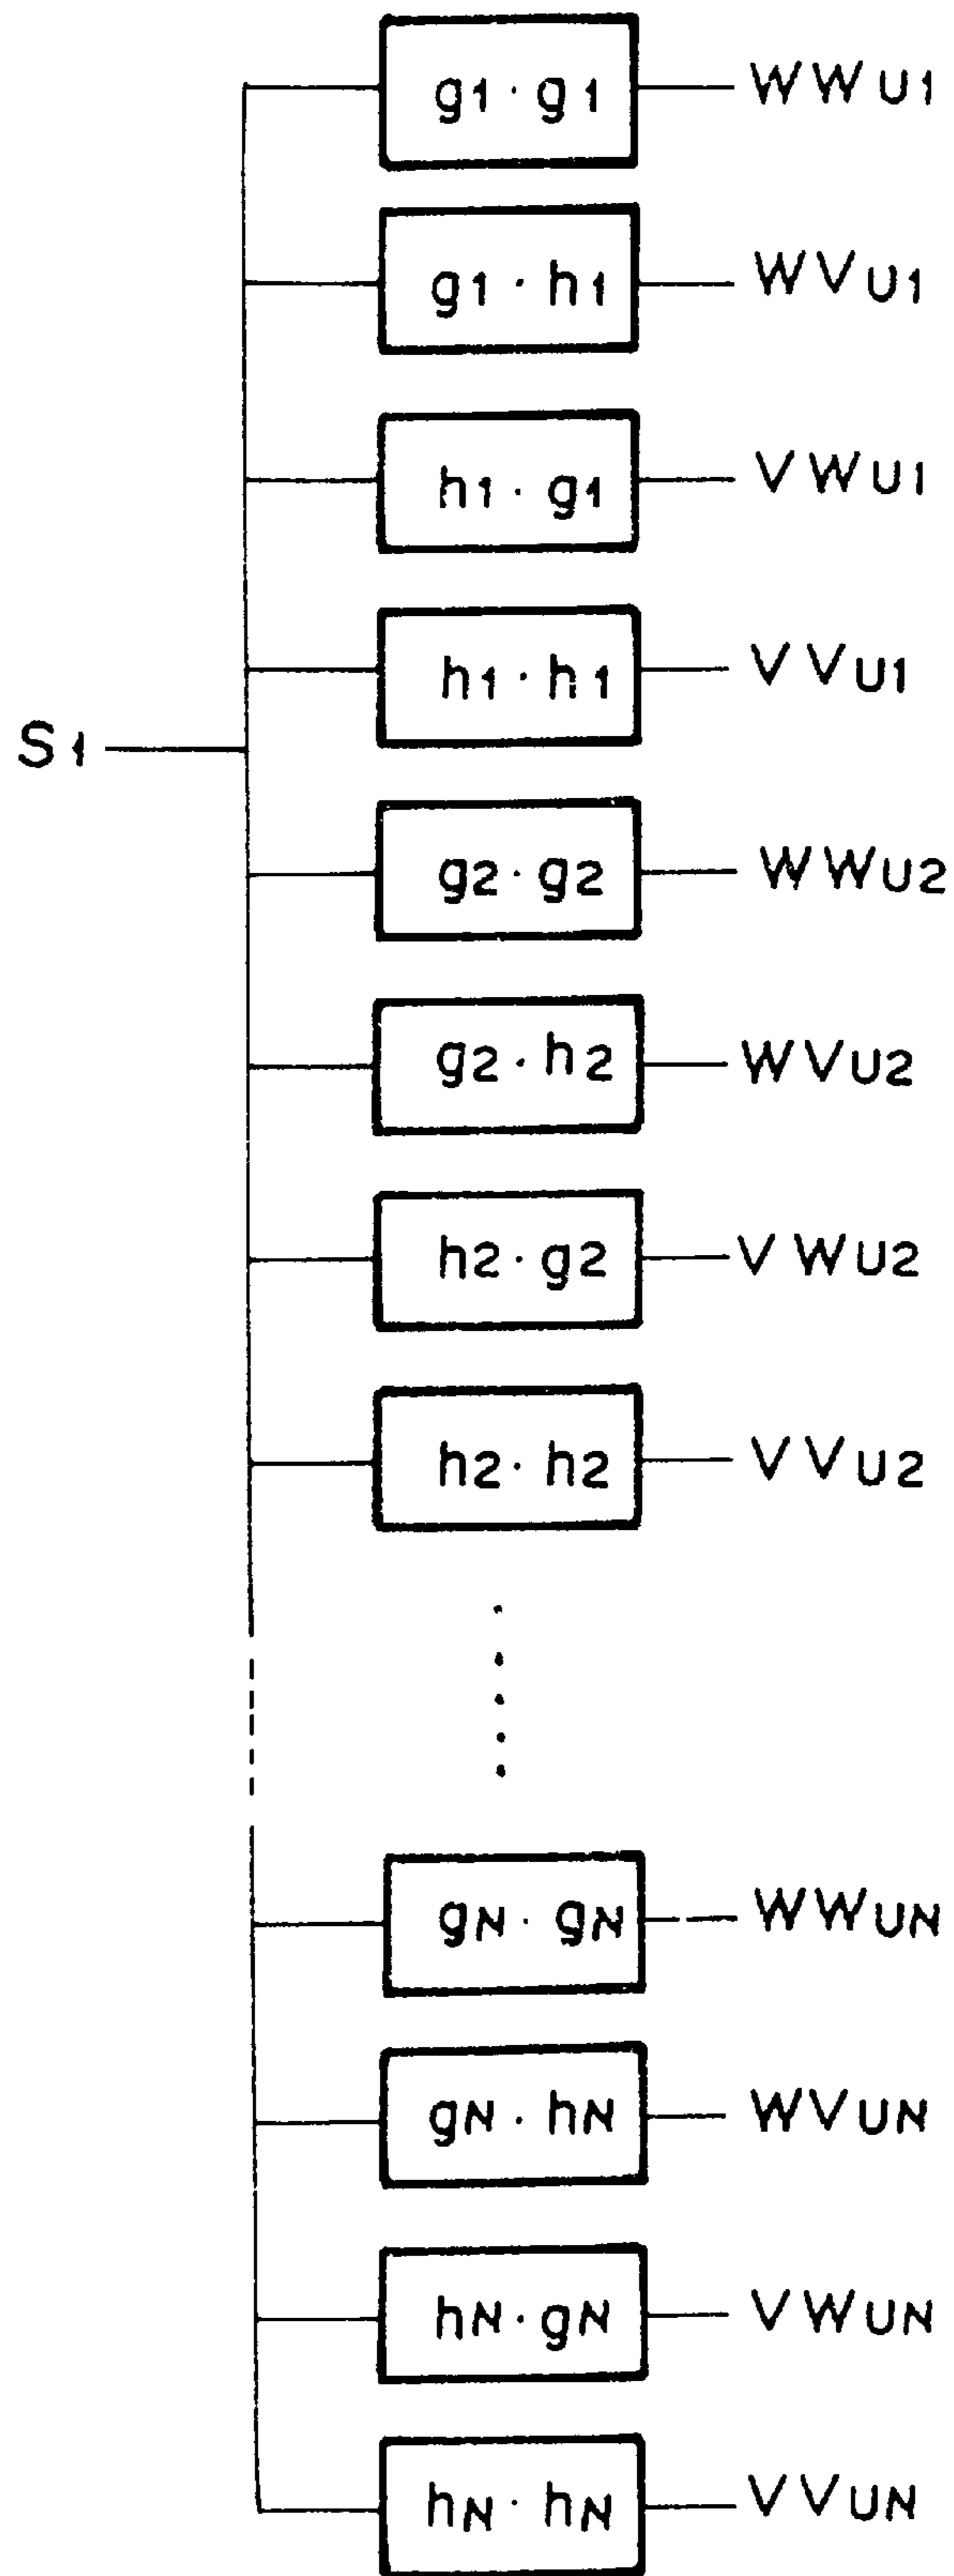 g1 · g1 WWU1
g1 · h1 WVU1
h1 · g1 VWU1
h1 · h1 VVU1
S1
g2 · g2 WWU2
g2 · h2 WVU2
h2 · g2 VWU2
h2 · h2 VVU2
gN · gN WWUN
gN · hN WVUN
hN · gN VWUN
hN · hN VVUN